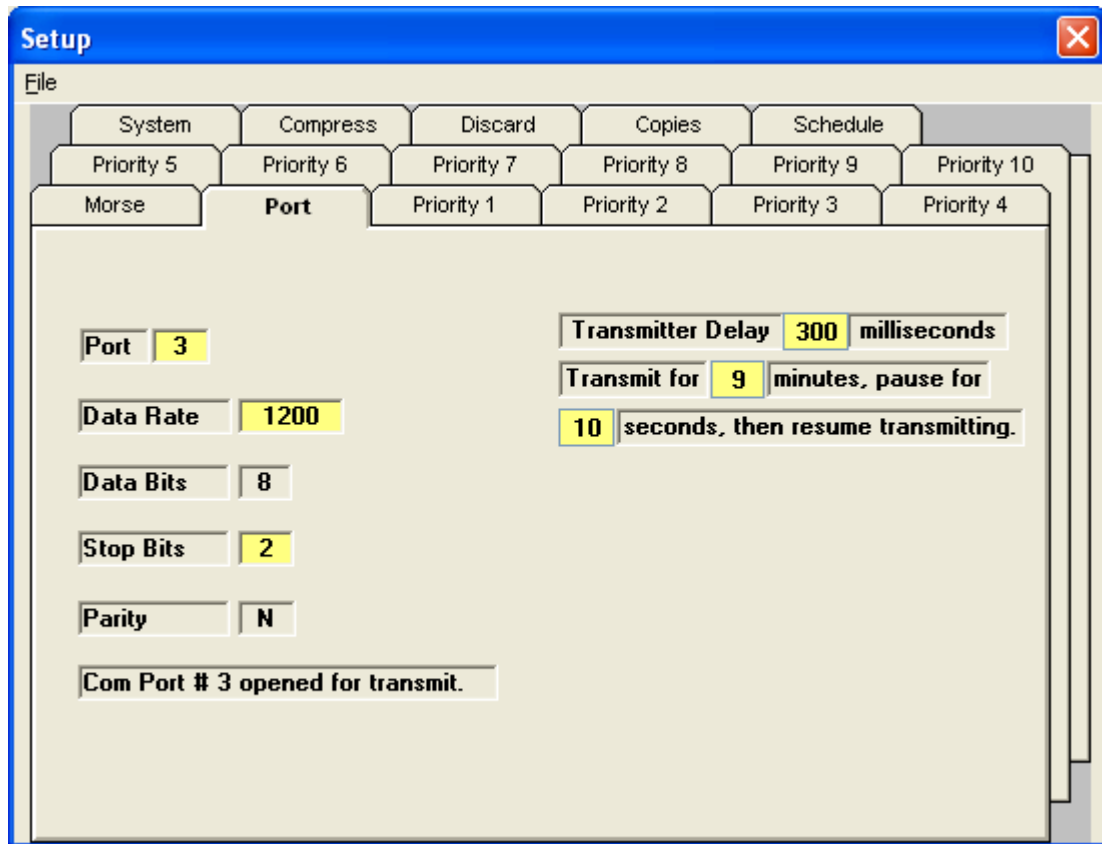 Setup
File
System Compress Discard Copies Schedule
Priority 5 Priority 6 Priority 7 Priority 8 Priority 9 Priority 10
Morse Port Priority 1 Priority 2 Priority 3 Priority 4
Port 3
Data Rate 1200
Data Bits 8
Stop Bits 2
Parity N
Com Port # 3 opened for transmit.
Transmitter Delay 300 milliseconds
Transmit for 9 minutes, pause for
10 seconds, then resume transmitting.